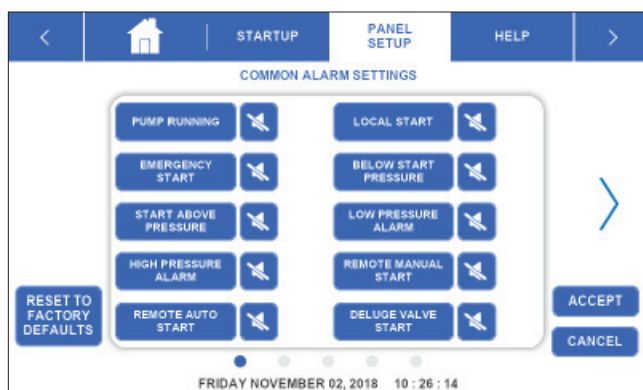 STARTUP
PANEL
SETUP
HELP
COMMON ALARM SETTINGS
PUMP RUNNING
LOCAL START
EMERGENCY
START
BELOW START
PRESSURE
START ABOVE
PRESSURE
LOW PRESSURE
ALARM
HIGH PRESSURE
ALARM
REMOTE MANUAL
START
REMOTE AUTO
START
DELUGE VALVE
START
RESET TO
FACTORY
DEFAULTS
ACCEPT
CANCEL
FRIDAY NOVEMBER 02, 2018 10 : 26 : 14